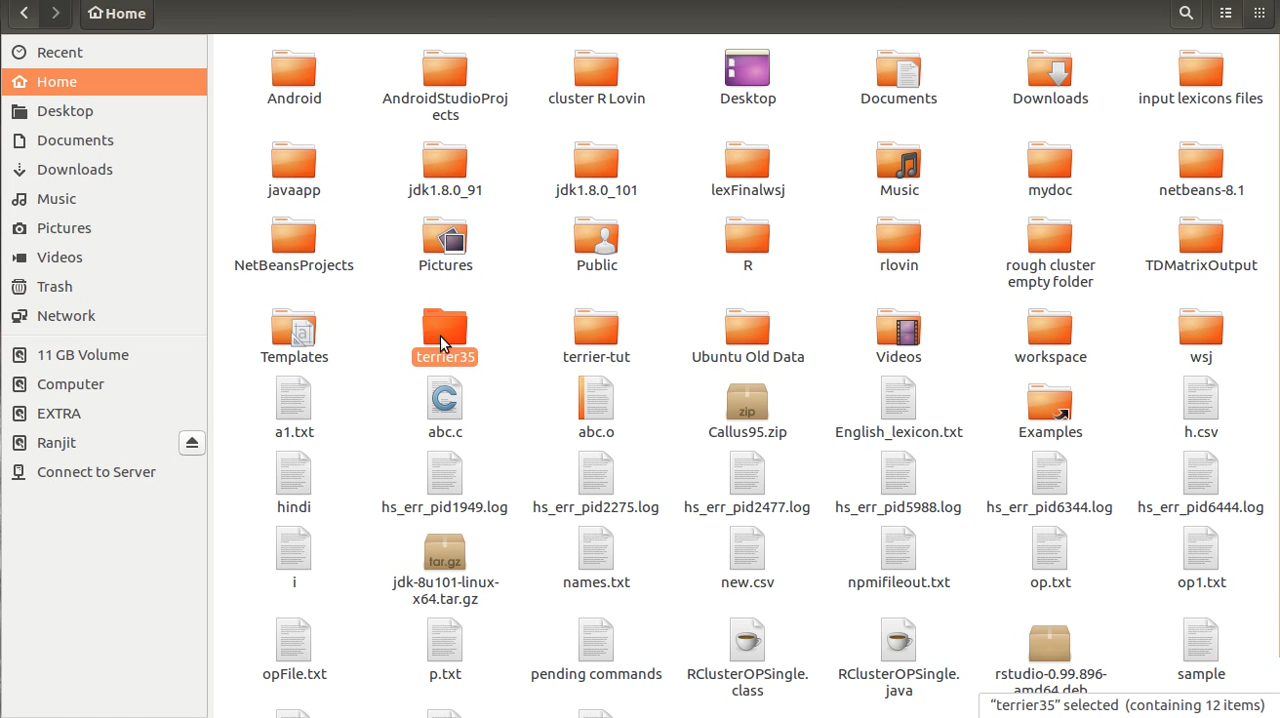 Home
Recent
Home
Desktop
Documents
Downloads
Music
Pictures
Videos
Trash
Network
11 GB Volume
Computer
EXTRA
Ranjit
Connect to Server
Android
AndroidStudioProj
ects
cluster R Lovin
Desktop
Documents
Downloads
input lexicons files
javaapp
jdk1.8.0_91
jdk1.8.0_101
lexFinalwsj
Music
mydoc
netbeans-8.1
NetBeansProjects
Pictures
Public
R
rlovin
rough cluster
empty folder
TDMatrixOutput
Templates
terrier35
terrier-tut
Ubuntu Old Data
Videos
workspace
wsj
a1.txt
abc.c
abc.o
zip
Callus95.zip
English_lexicon.txt
Examples
h.csv
hindi
hs_err_pid1949.log
hs_err_pid2275.log
hs_err_pid2477.log
hs_err_pid5988.log
hs_err_pid6344.log
hs_err_pid6444.log
i
tar.gz
jdk-8u101-linux-
x64.tar.gz
names.txt
new.csv
npmifileout.txt
op.txt
op1.txt
opFile.txt
p.txt
pending commands
RClusterOPSingle.
class
RClusterOPSingle.
java
rstudio-0.99.896-
amd64.deb
sample
"terrier35" selected (containing 12 items)